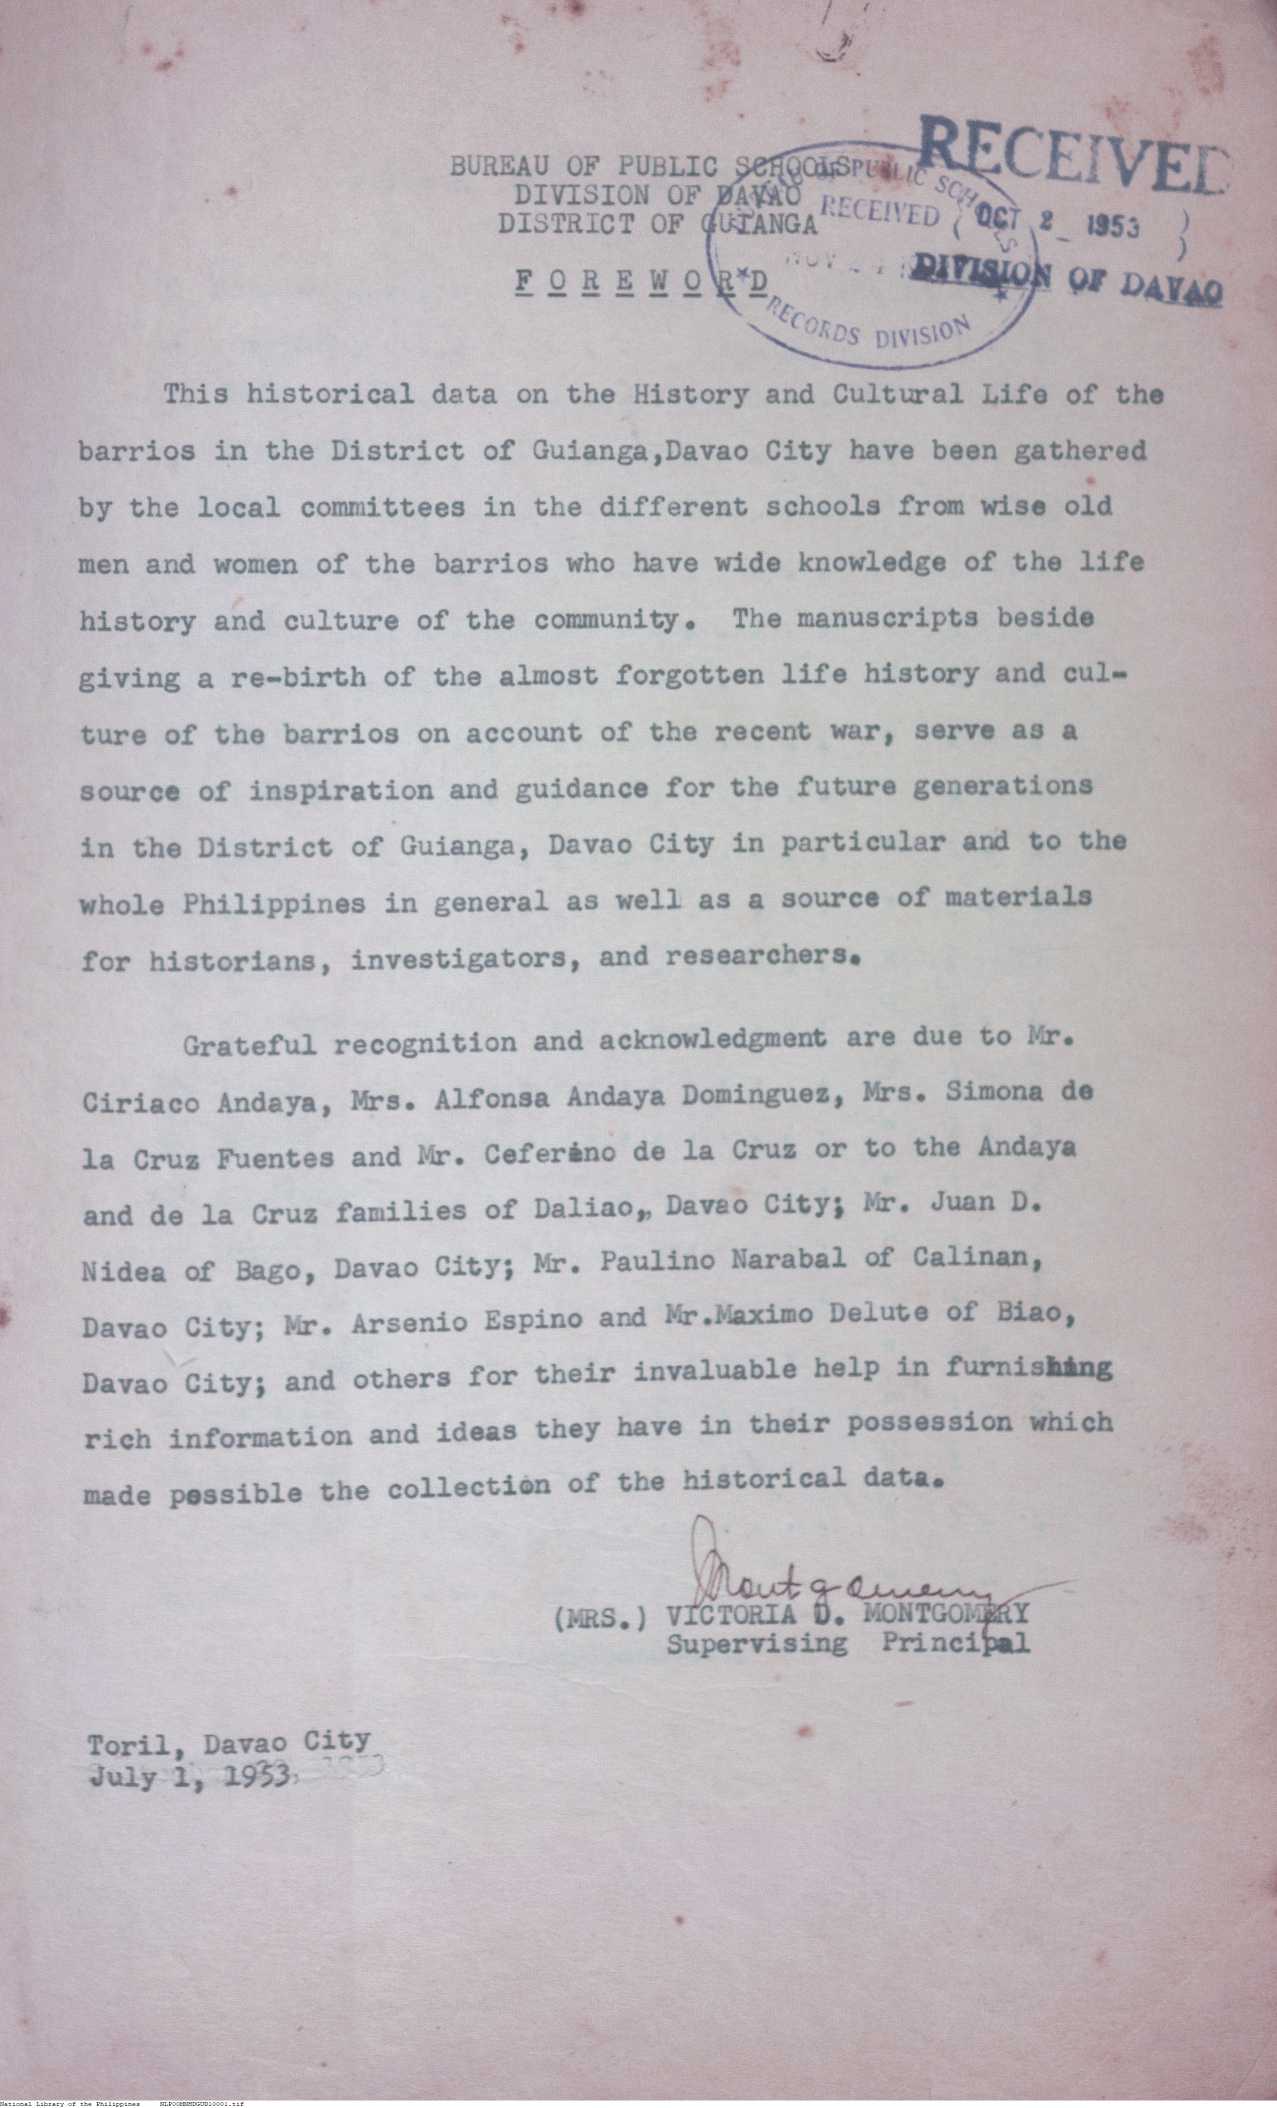 BUREAU OF PUBLIC SCHOOLS
DIVISION OF DAVAO
DISTRICT OF GUIANGA
FOREWORD
RECEIVED
OCT 2 1953
DIVISION OF DAVAO
OF PUBLIC SCHOOLS
RECEIVED
NOV
RECORDS DIVISION
This historical data on the History and Cultural Life of the
barrios in the District of Guianga,Davao City have been gathered
by the local committees in the different schools from wise old
men and women of the barrios who have wide knowledge of the life
history and culture of the community. The manuscripts beside
giving a re-birth of the almost forgotten life history and cul-
ture of the barrios on account of the recent war, serve as a
source of inspiration and guidance for the future generations
in the District of Guianga, Davao City in particular and to the
whole Philippines in general as well as a source of materials
for historians, investigators, and researchers.
Grateful recognition and acknowledgment are due to Mr.
Ciriaco Andaya, Mrs. Alfonsa Andaya Dominguez, Mrs. Simona de
la Cruz Fuentes and Mr. Ceferino de la Cruz or to the Andaya
and de la Cruz families of Daliao,, Davao City; Mr. Juan D.
Nidea of Bago, Davao City; Mr. Paulino Narabal of Calinan,
Davao City; Mr. Arsenio Espino and Mr.Maximo Delute of Biao,
Davao City; and others for their invaluable help in furnishing
rich information and ideas they have in their possession which
made possible the collection of the historical data.
Montgomery
(MRS.) VICTORIA D. MONTGOMERY
Supervising Principal
Toril, Davao City
July 1, 1953
National Library of the Philippines